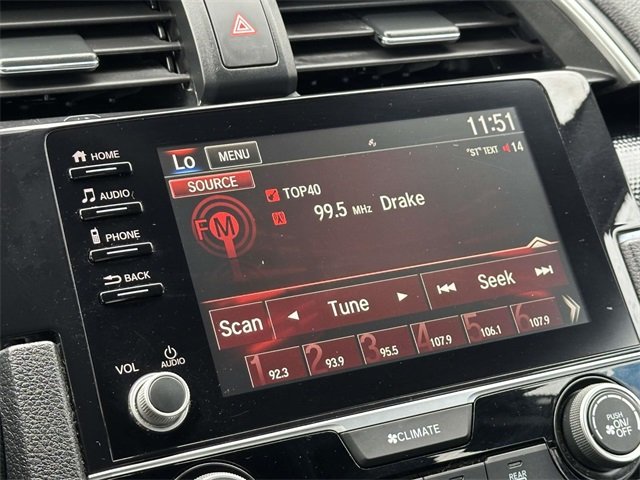 11:51
HOME
Lo
MENU
"ST" TEXT 14
AUDIO
SOURCE
TOP40
99.5 MHz Drake
FM
PHONE
BACK
Scan
Tune
Seek
1 92.3
2 93.9
3 95.5
4 107.9
5 106.1
6 107.9
VOL
AUDIO
CLIMATE
PUSH
ON/
OFF
REAR